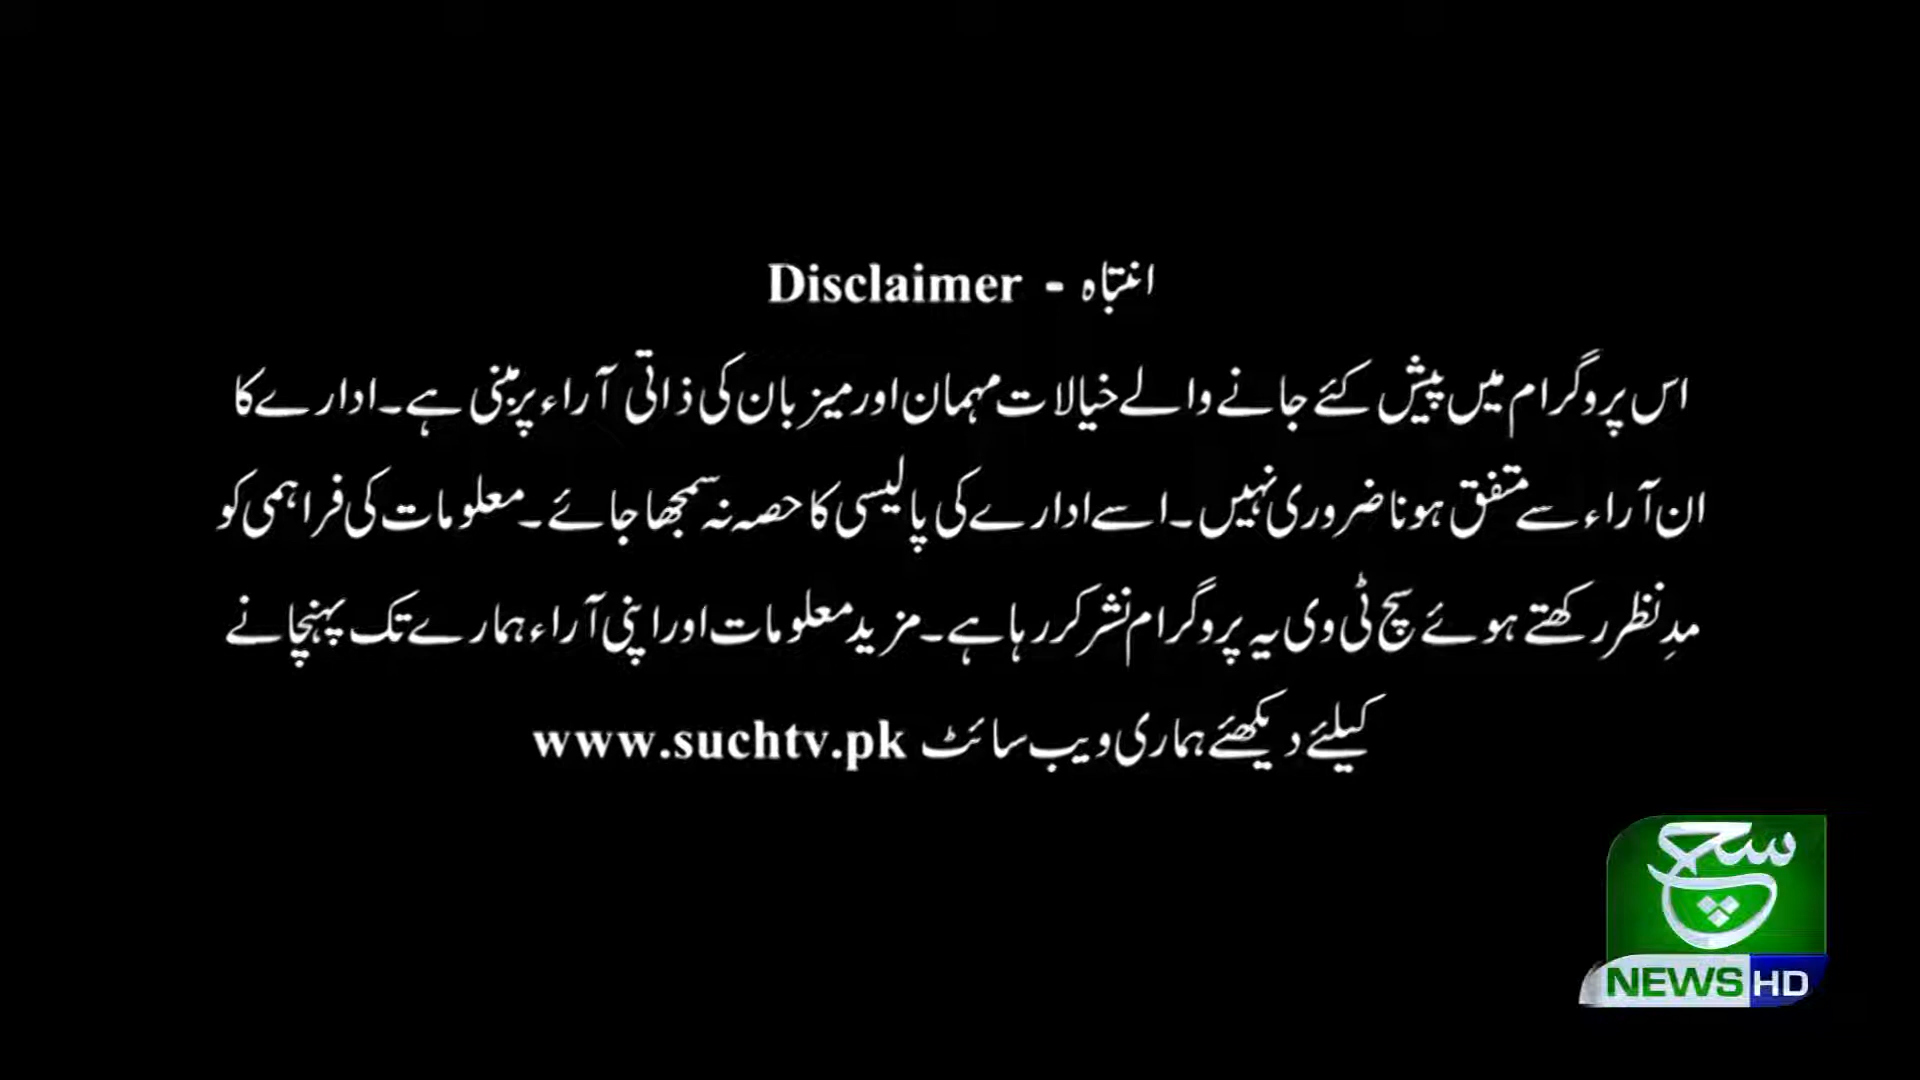 انتباہ - Disclaimer
اس پروگرام میں پیش کئے جانے والے خیالات مہمان اور میزبان کی ذاتی آراء پر مبنی ہے۔ ادارے کا
ان آراء سے متفق ہونا ضروری نہیں۔ اسے ادارے کی پالیسی کا حصہ نہ سمجھا جائے۔ معلومات کی فراہمی کو
مدِنظر رکھتے ہوئے سچ ٹی وی یہ پروگرام نشر کر رہا ہے۔ مزید معلومات اور اپنی آراء ہمارے تک پہنچانے
کیلئے دیکھئے ہماری ویب سائٹ www.suchtv.pk
سچ
NEWS HD